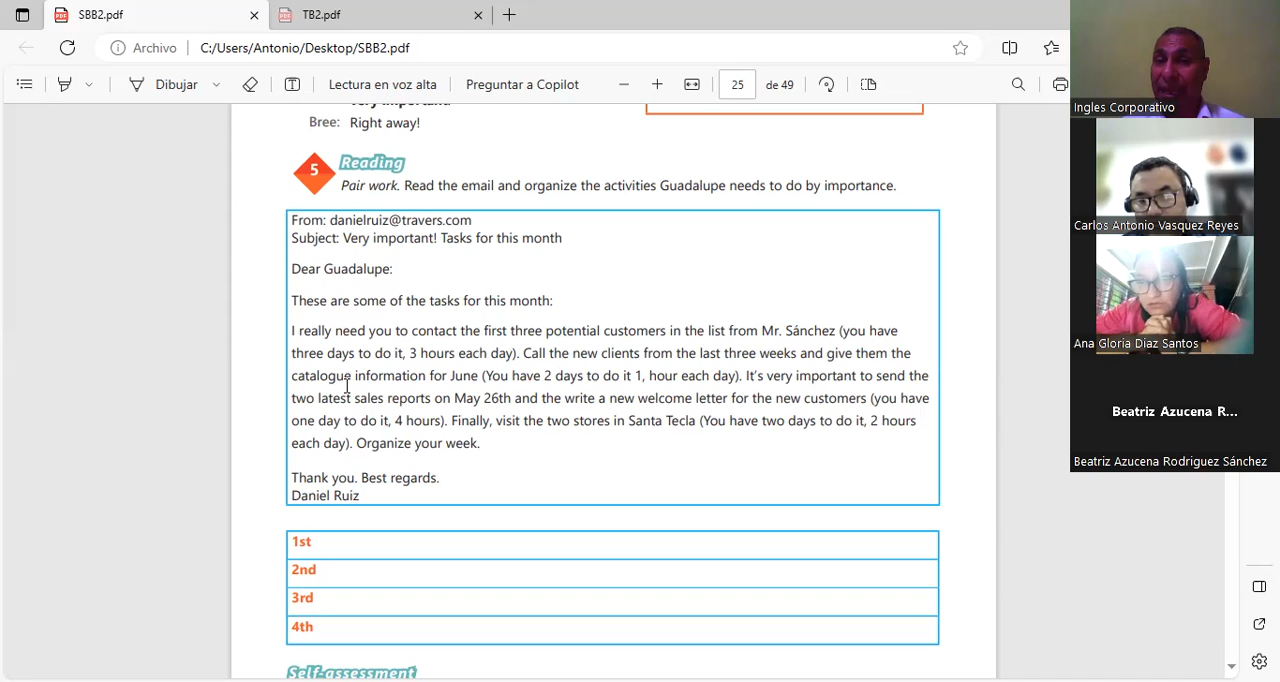 SBB2.pdf
TB2.pdf
Archivo
C:/Users/Antonio/Desktop/SBB2.pdf
Dibujar
Lectura en voz alta
Preguntar a Copilot
25
de 49
Ingles Corporativo
Bree: Right away!
5
Reading
Pair work. Read the email and organize the activities Guadalupe needs to do by importance.
From: danielruiz@travers.com
Subject: Very important! Tasks for this month
Dear Guadalupe:
These are some of the tasks for this month:
I really need you to contact the first three potential customers in the list from Mr. Sánchez (you have
three days to do it, 3 hours each day). Call the new clients from the last three weeks and give them the
catalogue information for June (You have 2 days to do it 1, hour each day). It's very important to send the
two latest sales reports on May 26th and the write a new welcome letter for the new customers (you have
one day to do it, 4 hours). Finally, visit the two stores in Santa Tecla (You have two days to do it, 2 hours
each day). Organize your week.
Thank you. Best regards.
Daniel Ruiz
1st
2nd
3rd
4th
Self-assessment
Carlos Antonio Vasquez Reyes
Ana Gloria Diaz Santos
Beatriz Azucena R...
Beatriz Azucena Rodriguez Sánchez